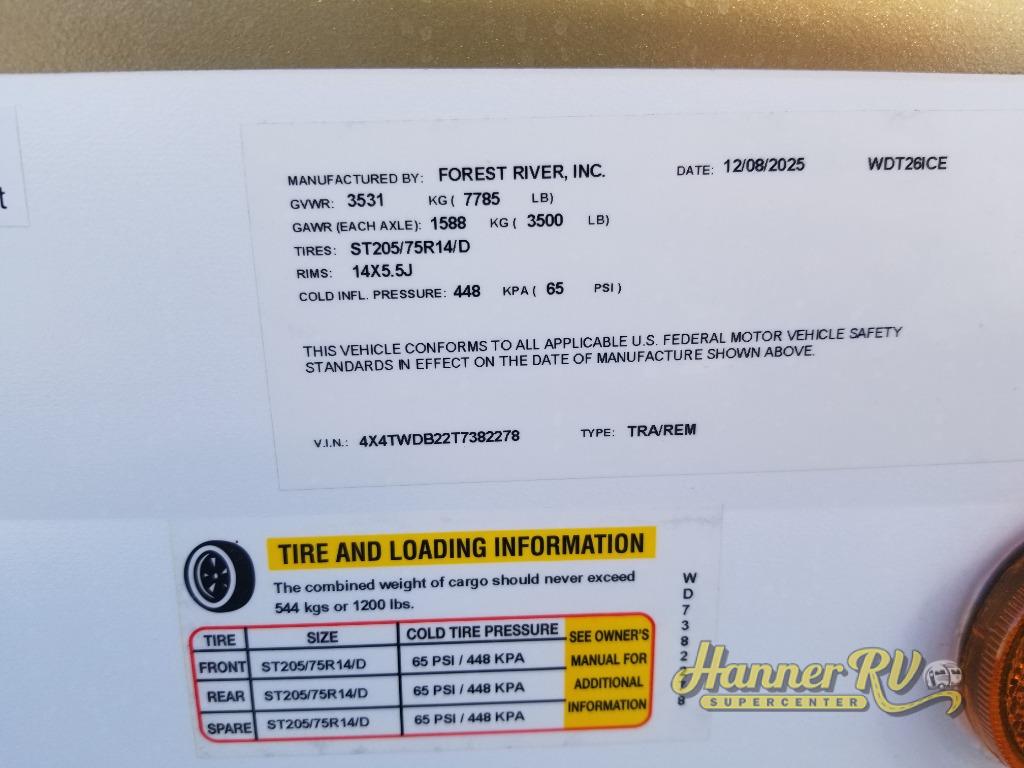 t
MANUFACTURED BY: FOREST RIVER, INC. DATE: 12/08/2025 WDT26ICE
GVWR: 3531 KG ( 7785 LB)
GAWR (EACH AXLE): 1588 KG ( 3500 LB)
TIRES: ST205/75R14/D
RIMS: 14X5.5J
COLD INFL. PRESSURE: 448 KPA ( 65 PSI )
THIS VEHICLE CONFORMS TO ALL APPLICABLE U.S. FEDERAL MOTOR VEHICLE SAFETY
STANDARDS IN EFFECT ON THE DATE OF MANUFACTURE SHOWN ABOVE.
V.I.N.: 4X4TWDB22T7382278 TYPE: TRA/REM
TIRE AND LOADING INFORMATION
The combined weight of cargo should never exceed
544 kgs or 1200 lbs.
TIRE SIZE COLD TIRE PRESSURE SEE OWNER'S
FRONT ST205/75R14/D 65 PSI / 448 KPA MANUAL FOR
REAR ST205/75R14/D 65 PSI / 448 KPA ADDITIONAL
SPARE ST205/75R14/D 65 PSI / 448 KPA INFORMATION
W
D
7
3
8
2
8
Hanner RV
SUPERCENTER